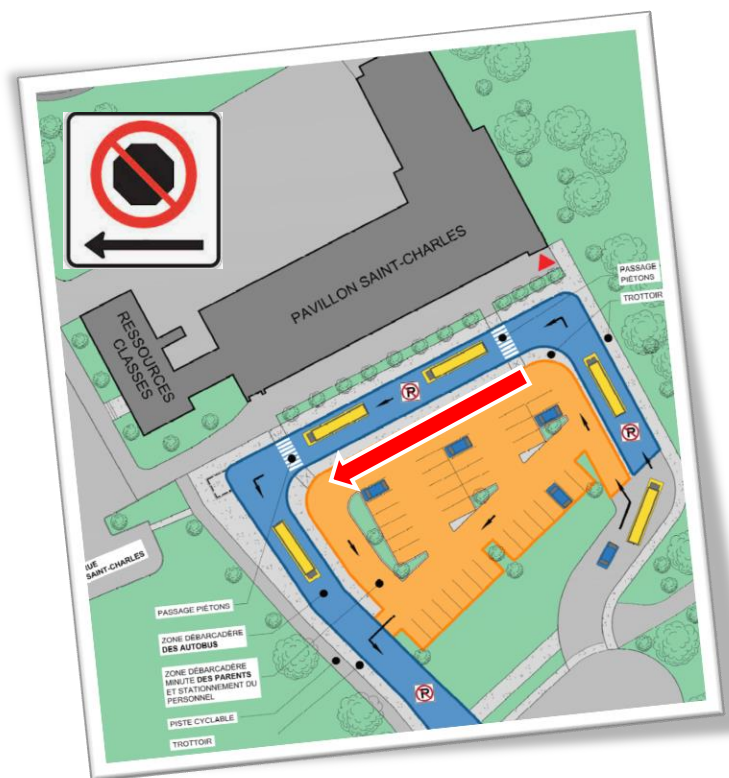 PAVILLON SAINT-CHARLES
RESSOURCES
CLASSES
PASSAGE
PIÉTONS
TROTTOIR
P
P
RUE
SAINT-CHARLES
PASSAGE PIÉTONS
ZONE DÉBARCADÈRE
DES AUTOBUS
ZONE DÉBARCADÈRE
MINUTE DES PARENTS
ET STATIONNEMENT DU
PERSONNEL
PISTE CYCLABLE
TROTTOIR
P